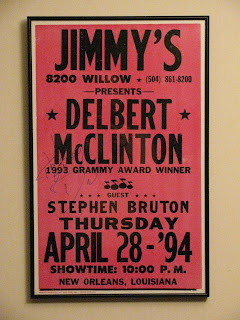 JIMMY'S
8200 WILLOW • (504) 861-8200
—PRESENTS—
★ DELBERT ★
McCLINTON
1993 GRAMMY AWARD WINNER
GUEST
STEPHEN BRUTON
THURSDAY
APRIL 28-'94
SHOWTIME: 10:00 P. M.
NEW ORLEANS, LOUISIANA